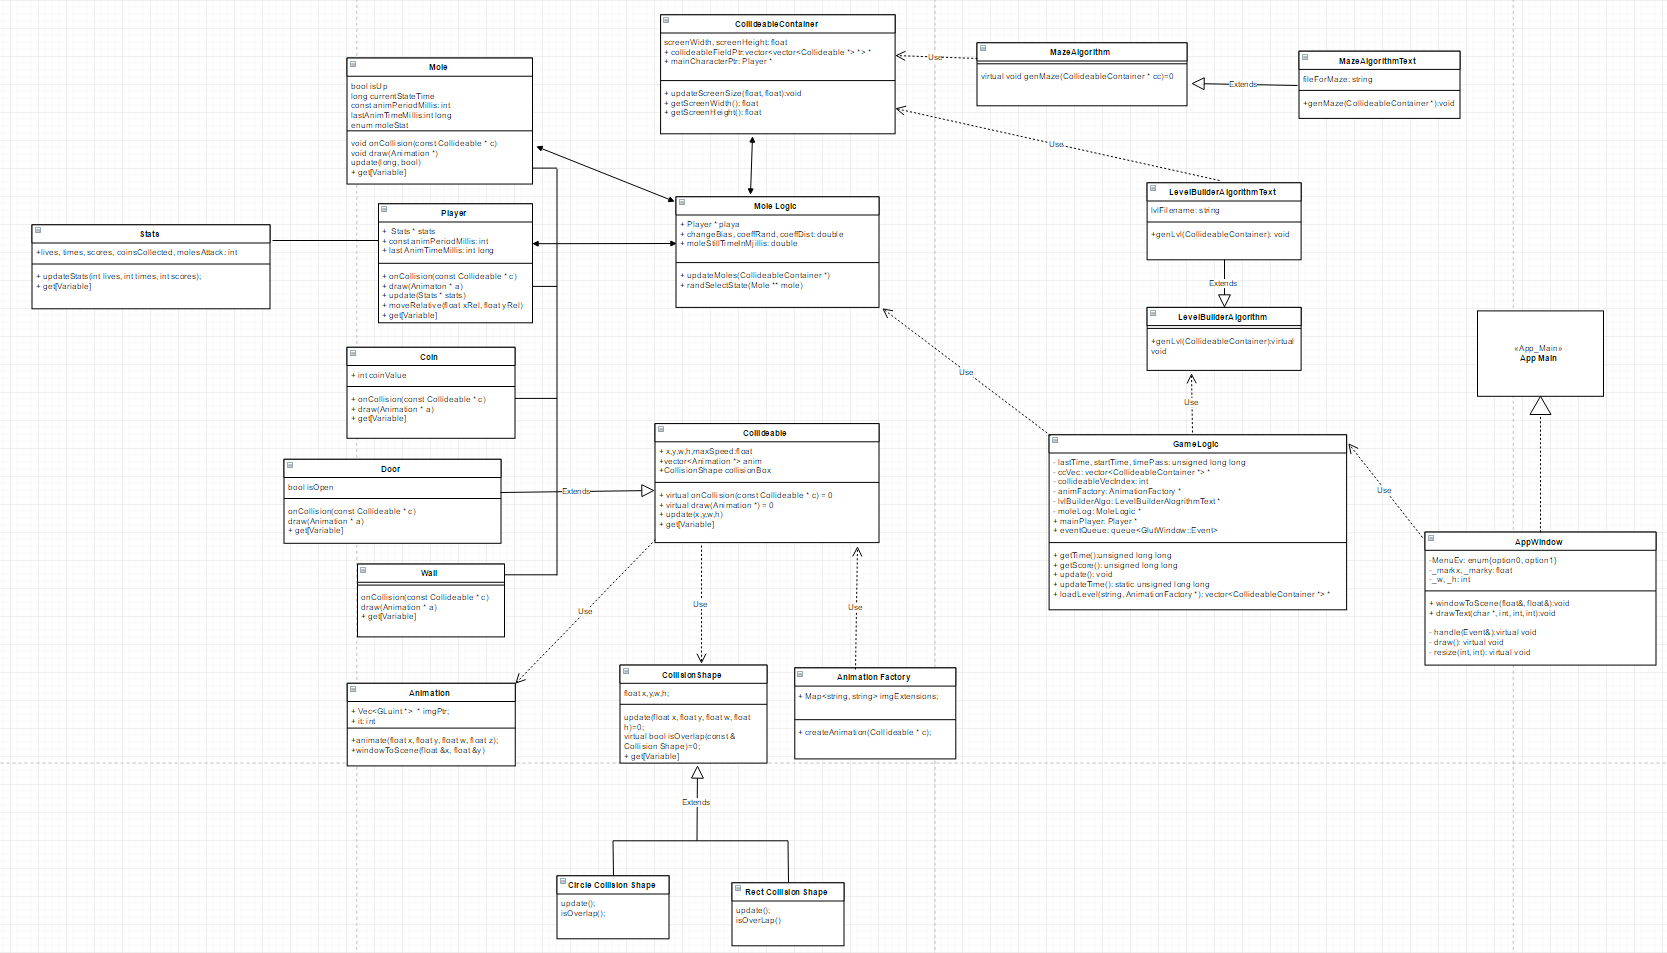 CollideableContainer
screenWidth, screenHeight: float
+ collideableFieldPtr:vector<vector<Collideable *> *> *
+ mainCharacterPtr: Player *
+ updateScreenSize(float, float):void
+ getScreenWidth(): float
+ getScreenHeight(): float
Use
MazeAlgorithm
virtual void genMaze(CollideableContainer * cc)=0
Extends
MazeAlgorithmText
fileForMaze: string
+genMaze(CollideableContainer *):void
Mole
bool isUp
long currentStateTime
const animPeriodMillis: int
lastAnimTimeMillis:int long
enum moleStat
void onCollision(const Collideable * c)
void draw(Animation *)
update(long, bool)
+ get[Variable]
Use
LevelBuilderAlgorithmText
lvlFilename: string
+genLvl(CollideableContainer): void
Extends
LevelBuilderAlgorithm
+genLvl(CollideableContainer):virtual
void
Use
Mole Logic
+ Player * playa
+ changeBias, coeffRand, coeffDist: double
+ moleStillTimeInMjillis: double
+ updateMoles(CollideableContainer *)
+ randSelectState(Mole ** mole)
Use
Player
+  Stats * stats
+ const animPeriodMillis: int
+ last AnimTimeMillis: int long
+ onCollision(const Collideable * c)
+ draw(Animaton * a)
+ update(Stats * stats)
+ moveRelative(float xRel, float yRel)
+ get[Variable]
Stats
+lives, times, scores, coinsCollected, molesAttack: int
+ updateStats(int lives, int times, int scores);
+ get[Variable]
Coin
+ int coinValue
+ onCollision(const Collideable * c)
+ draw(Animation * a)
+ get[Variable]
«App_Main»
App Main
Collideable
+ x,y,w,h,maxSpeed:float
+vector<Animation *> anim
+CollisionShape collisionBox
+ virtual onCollision(const Collideable * c) = 0
+ virtual draw(Animation *) = 0
+ update(x,y,w,h)
+ get[Variable]
GameLogic
- lastTime, startTime, timePass: unsigned long long
- ccVec: vector<CollideableContainer *> *
- collideableVecIndex: int
- animFactory: AnimationFactory *
- lvlBuilderAlgo: LevelBuilderAlogrithmText *
- moleLog: MoleLogic *
+ mainPlayer: Player *
+ eventQueue: queue<GlutWindow::Event>
+ getTime():unsigned long long
+ getScore(): unsigned long long
+ update(): void
+ updateTime(): static unsigned long long
+ loadLevel(string, AnimationFactory *): vector<CollideableContainer *> *
Use
Door
bool isOpen
onCollision(const Collideable * c)
draw(Animation * a)
+ get[Variable]
Extends
AppWindow
-MenuEv: enum{option0, option1}
-_markx, _marky: float
-_w, _h: int
+ windowToScene(float&, float&):void
+ drawText(char *, int, int, int):void
- handle(Event&):virtual void
- draw(): virtual void
- resize(int, int): virtual void
Wall
onCollision(const Collideable * c)
draw(Animation * a)
+ get[Variable]
Use
Use
Use
CollisionShape
float x,y,w,h;
update(float x, float y, float w, float
h)=0;
virtual bool isOverlap(const &
Collision Shape)=0;
+ get[Variable]
Animation Factory
+ Map<string, string> imgExtensions;
+ createAnimation(Collideable * c);
Animation
+ Vec<GLuint *>  * imgPtr;
+ it: int
+animate(float x, float y, float w, float z);
+windowToScene(float &x, float &y)
Extends
Circle Collision Shape
update();
isOverlap();
Rect Collision Shape
update();
isOverLap()